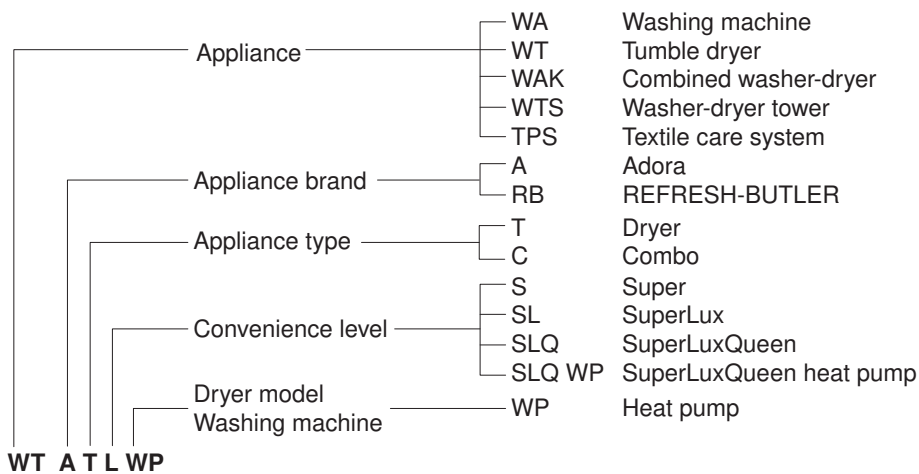 WA Washing machine
Appliance WT Tumble dryer
WAK Combined washer-dryer
WTS Washer-dryer tower
TPS Textile care system
A Adora
Appliance brand
RB REFRESH-BUTLER
T Dryer
Appliance type
C Combo
S Super
SL SuperLux
Convenience level
SLQ SuperLuxQueen
SLQ WP SuperLuxQueen heat pump
Dryer model
Washing machine
WP Heat pump
WT A T L WP